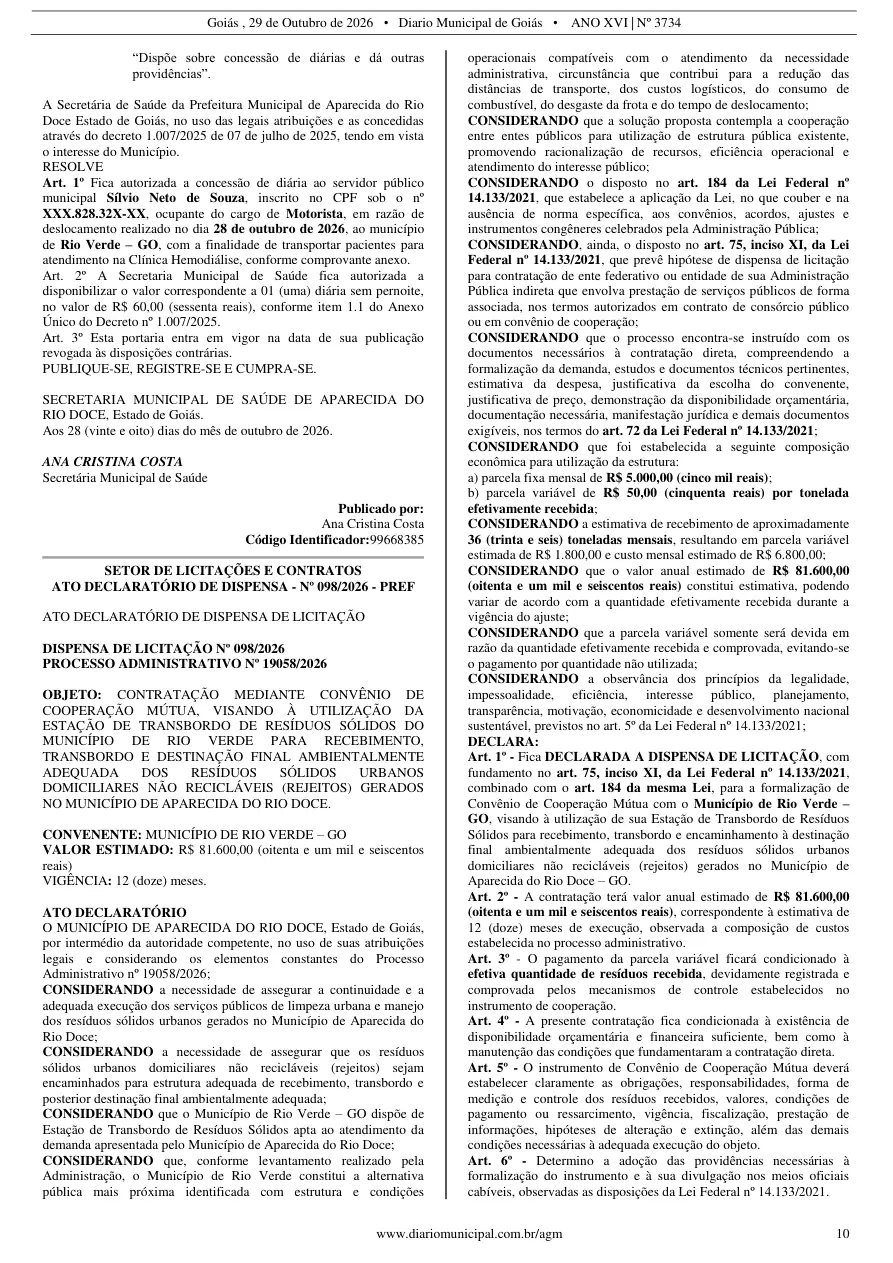 Goiás , 29 de Outubro de 2026 • Diario Municipal de Goiás • ANO XVI | Nº 3734
“Dispõe sobre concessão de diárias e dá outras
providências”.
A Secretária de Saúde da Prefeitura Municipal de Aparecida do Rio
Doce Estado de Goiás, no uso das legais atribuições e as concedidas
através do decreto 1.007/2025 de 07 de julho de 2025, tendo em vista
o interesse do Município.
RESOLVE
Art. 1º Fica autorizada a concessão de diária ao servidor público
municipal Sílvio Neto de Souza, inscrito no CPF sob o nº
XXX.828.32X-XX, ocupante do cargo de Motorista, em razão de
deslocamento realizado no dia 28 de outubro de 2026, ao município
de Rio Verde – GO, com a finalidade de transportar pacientes para
atendimento na Clínica Hemodiálise, conforme comprovante anexo.
Art. 2º A Secretaria Municipal de Saúde fica autorizada a
disponibilizar o valor correspondente a 01 (uma) diária sem pernoite,
no valor de R$ 60,00 (sessenta reais), conforme item 1.1 do Anexo
Único do Decreto nº 1.007/2025.
Art. 3º Esta portaria entra em vigor na data de sua publicação
revogada às disposições contrárias.
PUBLIQUE-SE, REGISTRE-SE E CUMPRA-SE.
SECRETARIA MUNICIPAL DE SAÚDE DE APARECIDA DO
RIO DOCE, Estado de Goiás.
Aos 28 (vinte e oito) dias do mês de outubro de 2026.
ANA CRISTINA COSTA
Secretária Municipal de Saúde
Publicado por:
Ana Cristina Costa
Código Identificador:99668385
SETOR DE LICITAÇÕES E CONTRATOS
ATO DECLARATÓRIO DE DISPENSA - Nº 098/2026 - PREF
ATO DECLARATÓRIO DE DISPENSA DE LICITAÇÃO
DISPENSA DE LICITAÇÃO Nº 098/2026
PROCESSO ADMINISTRATIVO Nº 19058/2026
OBJETO: CONTRATAÇÃO MEDIANTE CONVÊNIO DE
COOPERAÇÃO MÚTUA, VISANDO À UTILIZAÇÃO DA
ESTAÇÃO DE TRANSBORDO DE RESÍDUOS SÓLIDOS DO
MUNICÍPIO DE RIO VERDE PARA RECEBIMENTO,
TRANSBORDO E DESTINAÇÃO FINAL AMBIENTALMENTE
ADEQUADA DOS RESÍDUOS SÓLIDOS URBANOS
DOMICILIARES NÃO RECICLÁVEIS (REJEITOS) GERADOS
NO MUNICÍPIO DE APARECIDA DO RIO DOCE.
CONVENENTE: MUNICÍPIO DE RIO VERDE – GO
VALOR ESTIMADO: R$ 81.600,00 (oitenta e um mil e seiscentos
reais)
VIGÊNCIA: 12 (doze) meses.
ATO DECLARATÓRIO
O MUNICÍPIO DE APARECIDA DO RIO DOCE, Estado de Goiás,
por intermédio da autoridade competente, no uso de suas atribuições
legais e considerando os elementos constantes do Processo
Administrativo nº 19058/2026;
CONSIDERANDO a necessidade de assegurar a continuidade e a
adequada execução dos serviços públicos de limpeza urbana e manejo
dos resíduos sólidos urbanos gerados no Município de Aparecida do
Rio Doce;
CONSIDERANDO a necessidade de assegurar que os resíduos
sólidos urbanos domiciliares não recicláveis (rejeitos) sejam
encaminhados para estrutura adequada de recebimento, transbordo e
posterior destinação final ambientalmente adequada;
CONSIDERANDO que o Município de Rio Verde – GO dispõe de
Estação de Transbordo de Resíduos Sólidos apta ao atendimento da
demanda apresentada pelo Município de Aparecida do Rio Doce;
CONSIDERANDO que, conforme levantamento realizado pela
Administração, o Município de Rio Verde constitui a alternativa
pública mais próxima identificada com estrutura e condições
operacionais compatíveis com o atendimento da necessidade
administrativa, circunstância que contribui para a redução das
distâncias de transporte, dos custos logísticos, do consumo de
combustível, do desgaste da frota e do tempo de deslocamento;
CONSIDERANDO que a solução proposta contempla a cooperação
entre entes públicos para utilização de estrutura pública existente,
promovendo racionalização de recursos, eficiência operacional e
atendimento do interesse público;
CONSIDERANDO o disposto no art. 184 da Lei Federal nº
14.133/2021, que estabelece a aplicação da Lei, no que couber e na
ausência de norma específica, aos convênios, acordos, ajustes e
instrumentos congêneres celebrados pela Administração Pública;
CONSIDERANDO, ainda, o disposto no art. 75, inciso XI, da Lei
Federal nº 14.133/2021, que prevê hipótese de dispensa de licitação
para contratação de ente federativo ou entidade de sua Administração
Pública indireta que envolva prestação de serviços públicos de forma
associada, nos termos autorizados em contrato de consórcio público
ou em convênio de cooperação;
CONSIDERANDO que o processo encontra-se instruído com os
documentos necessários à contratação direta, compreendendo a
formalização da demanda, estudos e documentos técnicos pertinentes,
estimativa da despesa, justificativa da escolha do convenente,
justificativa de preço, demonstração da disponibilidade orçamentária,
documentação necessária, manifestação jurídica e demais documentos
exigíveis, nos termos do art. 72 da Lei Federal nº 14.133/2021;
CONSIDERANDO que foi estabelecida a seguinte composição
econômica para utilização da estrutura:
a) parcela fixa mensal de R$ 5.000,00 (cinco mil reais);
b) parcela variável de R$ 50,00 (cinquenta reais) por tonelada
efetivamente recebida;
CONSIDERANDO a estimativa de recebimento de aproximadamente
36 (trinta e seis) toneladas mensais, resultando em parcela variável
estimada de R$ 1.800,00 e custo mensal estimado de R$ 6.800,00;
CONSIDERANDO que o valor anual estimado de R$ 81.600,00
(oitenta e um mil e seiscentos reais) constitui estimativa, podendo
variar de acordo com a quantidade efetivamente recebida durante a
vigência do ajuste;
CONSIDERANDO que a parcela variável somente será devida em
razão da quantidade efetivamente recebida e comprovada, evitando-se
o pagamento por quantidade não utilizada;
CONSIDERANDO a observância dos princípios da legalidade,
impessoalidade, eficiência, interesse público, planejamento,
transparência, motivação, economicidade e desenvolvimento nacional
sustentável, previstos no art. 5º da Lei Federal nº 14.133/2021;
DECLARA:
Art. 1º - Fica DECLARADA A DISPENSA DE LICITAÇÃO, com
fundamento no art. 75, inciso XI, da Lei Federal nº 14.133/2021,
combinado com o art. 184 da mesma Lei, para a formalização de
Convênio de Cooperação Mútua com o Município de Rio Verde –
GO, visando à utilização de sua Estação de Transbordo de Resíduos
Sólidos para recebimento, transbordo e encaminhamento à destinação
final ambientalmente adequada dos resíduos sólidos urbanos
domiciliares não recicláveis (rejeitos) gerados no Município de
Aparecida do Rio Doce – GO.
Art. 2º - A contratação terá valor anual estimado de R$ 81.600,00
(oitenta e um mil e seiscentos reais), correspondente à estimativa de
12 (doze) meses de execução, observada a composição de custos
estabelecida no processo administrativo.
Art. 3º - O pagamento da parcela variável ficará condicionado à
efetiva quantidade de resíduos recebida, devidamente registrada e
comprovada pelos mecanismos de controle estabelecidos no
instrumento de cooperação.
Art. 4º - A presente contratação fica condicionada à existência de
disponibilidade orçamentária e financeira suficiente, bem como à
manutenção das condições que fundamentaram a contratação direta.
Art. 5º - O instrumento de Convênio de Cooperação Mútua deverá
estabelecer claramente as obrigações, responsabilidades, forma de
medição e controle dos resíduos recebidos, valores, condições de
pagamento ou ressarcimento, vigência, fiscalização, prestação de
informações, hipóteses de alteração e extinção, além das demais
condições necessárias à adequada execução do objeto.
Art. 6º - Determino a adoção das providências necessárias à
formalização do instrumento e à sua divulgação nos meios oficiais
cabíveis, observadas as disposições da Lei Federal nº 14.133/2021.
www.diariomunicipal.com.br/agm 10